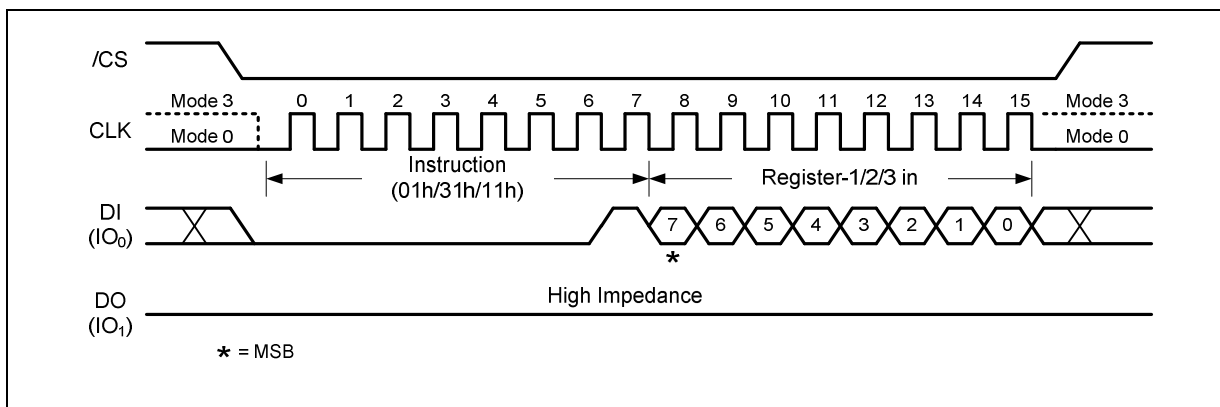 /CS
Mode 3 0 1 2 3 4 5 6 7 8 9 10 11 12 13 14 15 Mode 3
CLK
Mode 0 Mode 0
Instruction
(01h/31h/11h)
Register-1/2/3 in
DI
(IO₀)
7 6 5 4 3 2 1 0
*
High Impedance
DO
(IO₁)
* = MSB